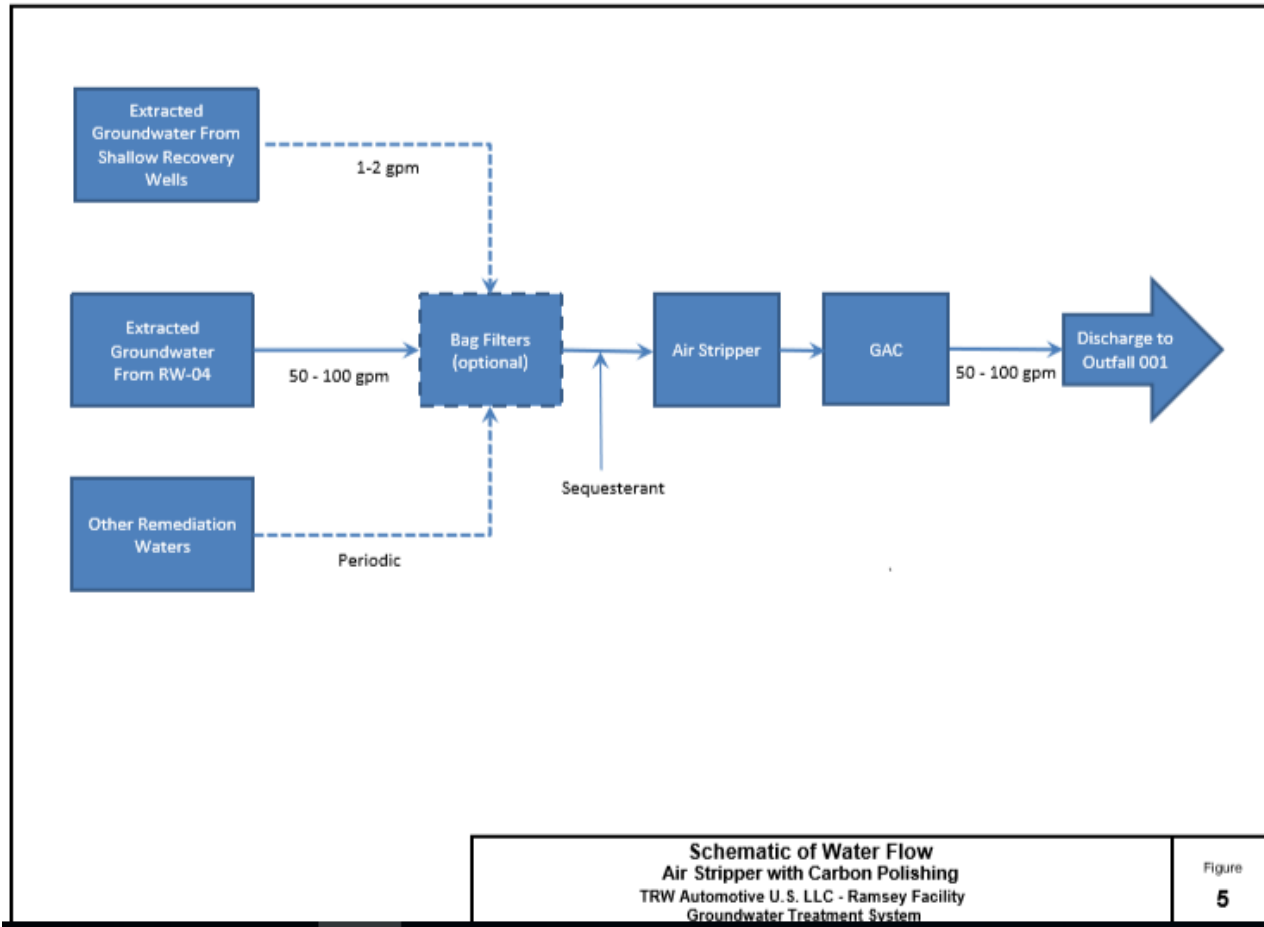 Extracted
Groundwater From
Shallow Recovery
Wells
1-2 gpm
Extracted
Groundwater
From RW-04
50 - 100 gpm
Bag Filters
(optional)
Air Stripper
GAC
50 - 100 gpm
Discharge to
Outfall 001
Sequesterant
Other Remediation
Waters
Periodic
Schematic of Water Flow
Air Stripper with Carbon Polishing
TRW Automotive U.S. LLC - Ramsey Facility
Groundwater Treatment System
Figure
5